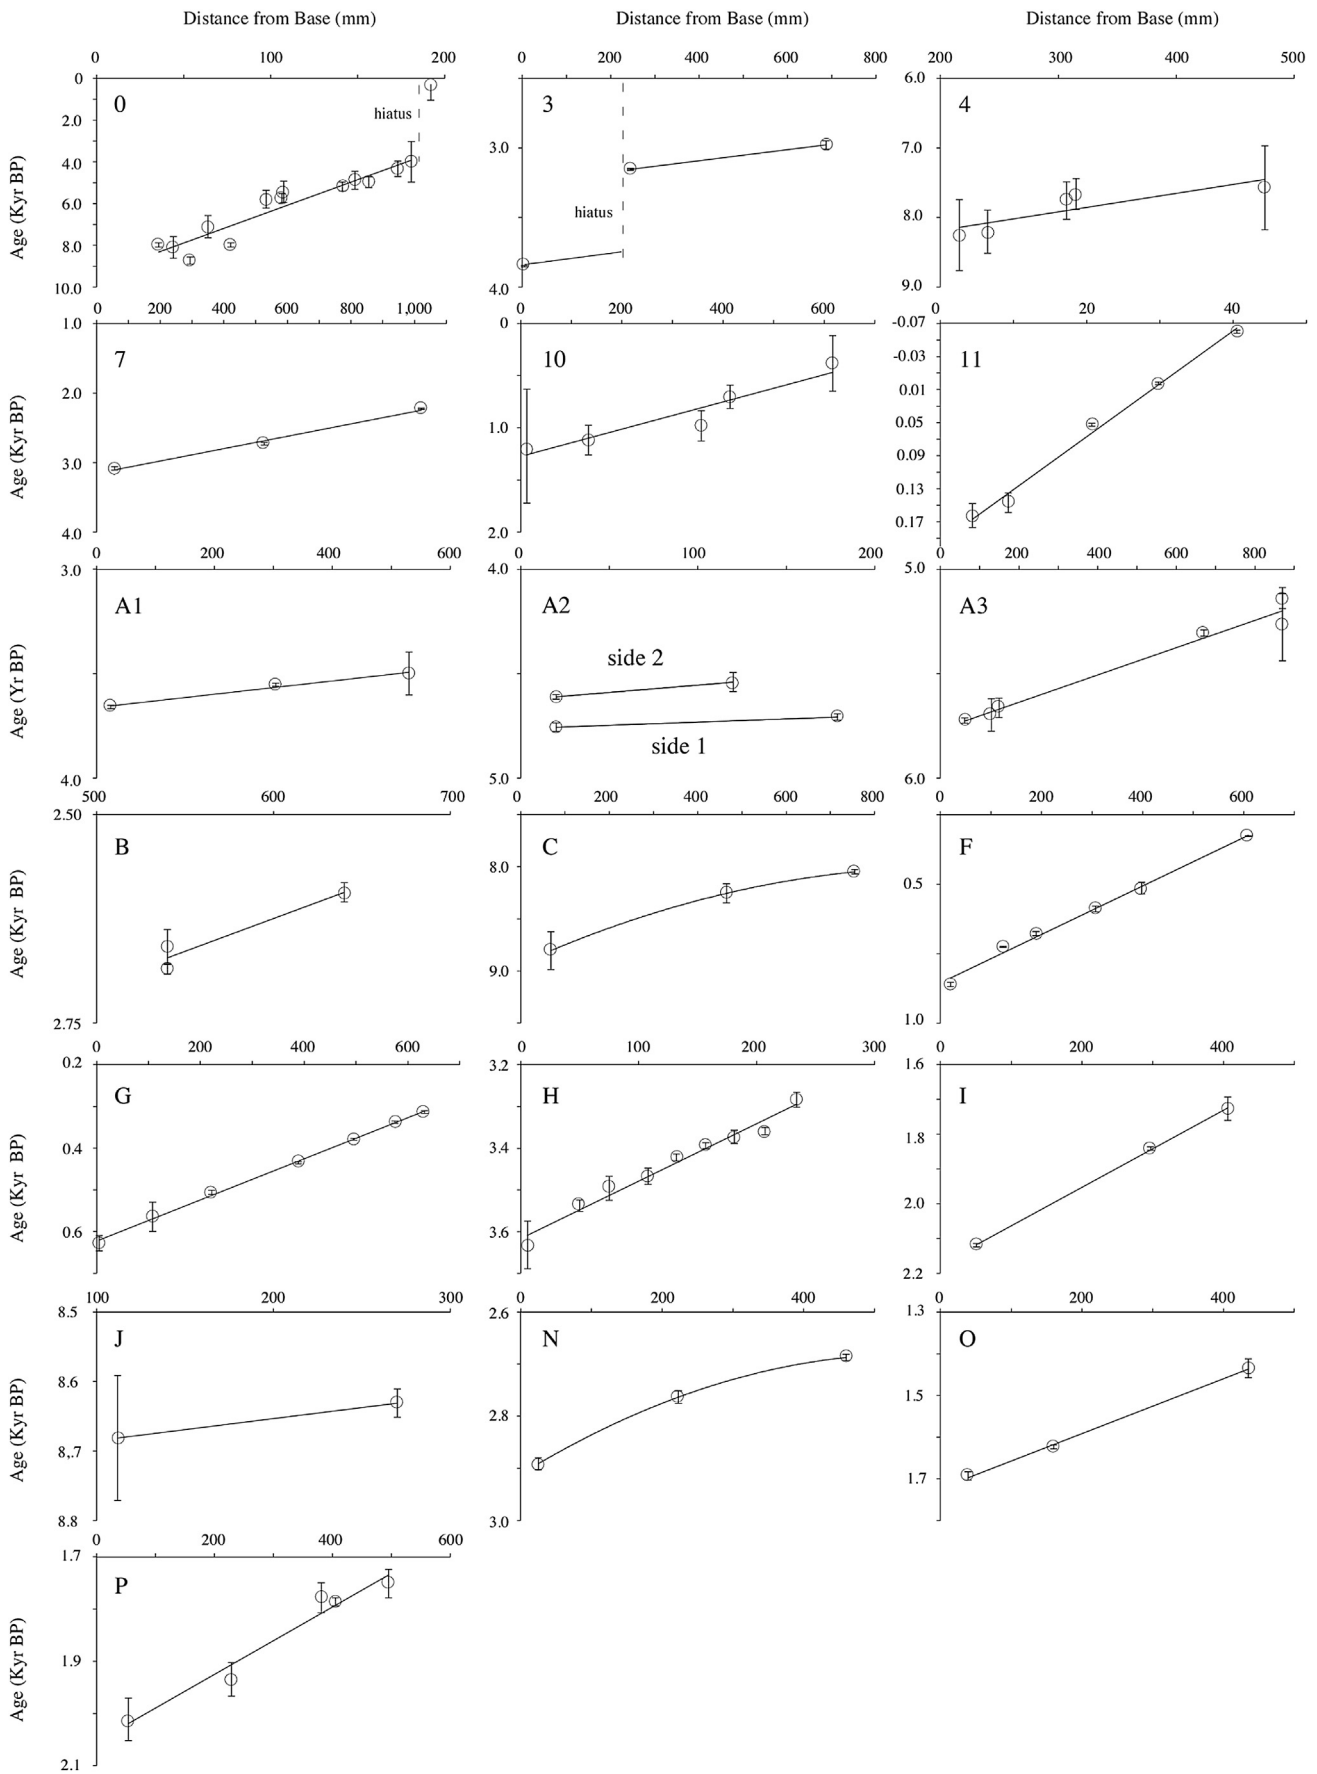 Distance from Base (mm) Distance from Base (mm) Distance from Base (mm)
0 100 200 0 200 400 600 800 200 300 400 500
0 6.0
0 3 4
hiatus
2.0
3.0 7.0
4.0
Age (Kyr BP)
6.0 hiatus 8.0
8.0
10.0 4.0 9.0
0 200 400 600 800 1,000 0 200 400 600 0 20 40
1.0 0 -0.07
7 10 11
-0.03
2.0 0.01
Age (Kyr BP) 1.0 0.05
3.0 0.09
0.13
4.0 2.0 0.17
0 200 400 600 0 100 200 0 200 400 600 800
3.0 4.0 5.0
A1 A2 A3
side 2
Age (Yr BP)
side 1
4.0 5.0 6.0
500 600 700 0 200 400 600 800 0 200 400 600
2.50
B C F
8.0 0.5
Age (Kyr BP)
9.0
2.75 1.0
0 200 400 600 100 200 300 0 200 400
0
0.2 3.2 1.6
G H I
0.4 3.4 1.8
Age (Kyr BP)
2.0
0.6 3.6
2.2
100 200 300 0 200 400 0 200 400
8.5 2.6 1.3
J N O
8.6 1.5
Age (Kyr BP) 2.8
8.7 1.7
8.8 3.0
0 200 400 600
1.7
P
Age (Kyr BP)
1.9
2.1